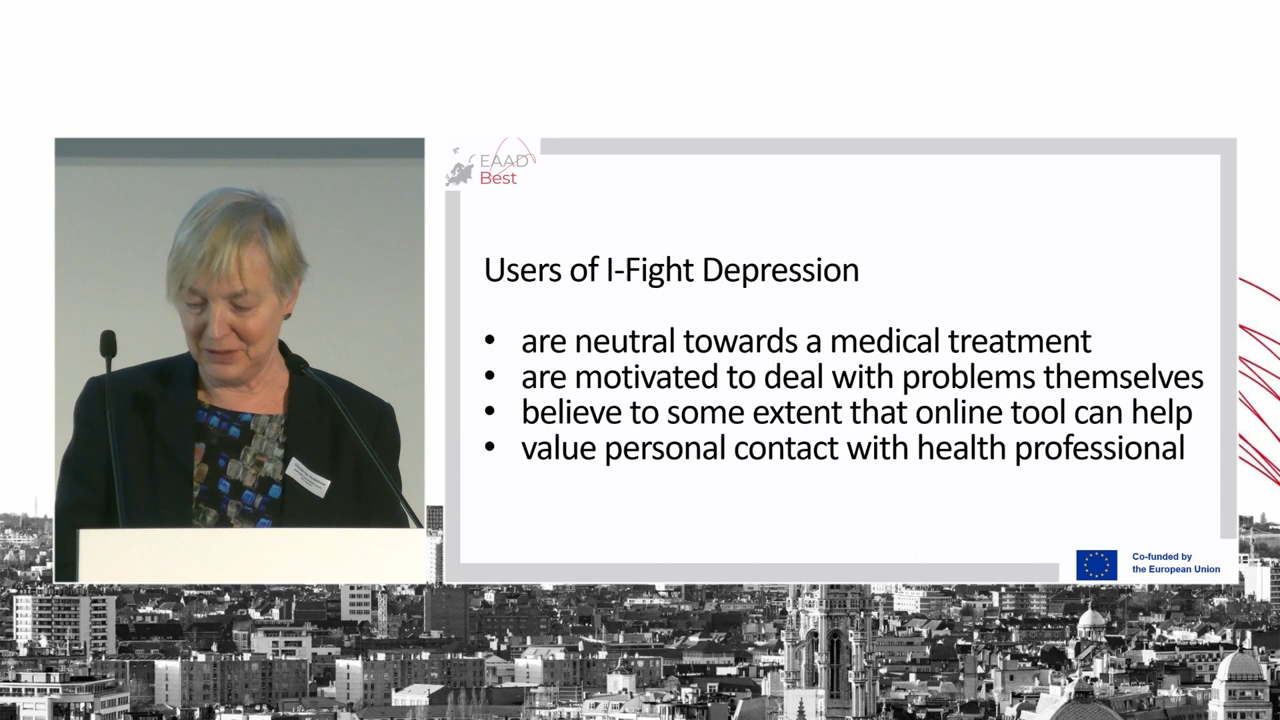 EAAD
Best
Users of I-Fight Depression
• are neutral towards a medical treatment
• are motivated to deal with problems themselves
• believe to some extent that online tool can help
• value personal contact with health professional
Co-funded by
the European Union